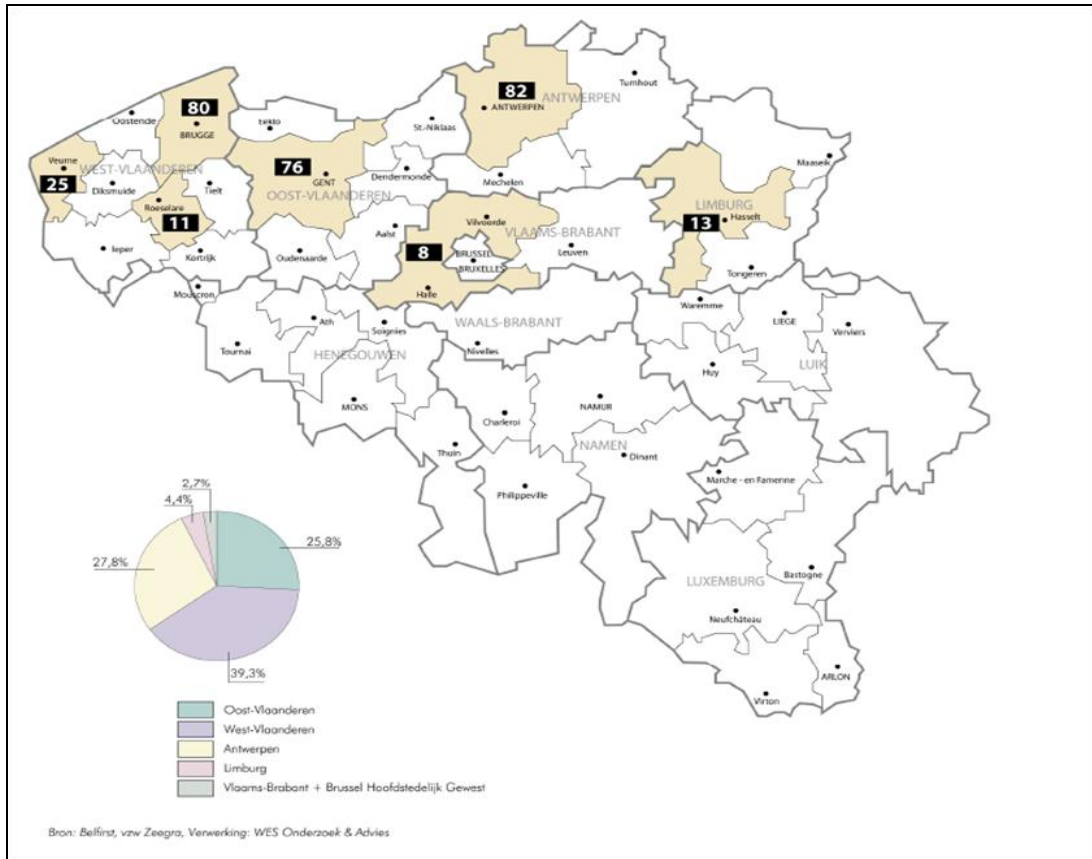 82
ANTWERPEN
ANTWERPEN
Turnhout
80
BRUGGE
Oostende
Eeklo
St.-Niklaas
Veurne
25
WEST-VLAANDEREN
Diksmuide
Tielt
Roeselare
11
76
GENT
OOST-VLAANDEREN
Dendermonde
Mechelen
Maaseik
LIMBURG
13
Hasselt
Vilvoorde
VLAAMS-BRABANT
Aalst
8
BRUSSEL
BRUXELLES
Leuven
Ieper
Kortrijk
Oudenaarde
Halle
Tongeren
Mouscron
Ath
Soignies
WAALS-BRABANT
Waremme
LIEGE
Verviers
Tournai
HENEGOUWEN
Nivelles
Huy
LUIK
MONS
Charleroi
NAMUR
Thuin
NAMEN
Dinant
Marche - en Famenne
Philippeville
Bastogne
LUXEMBURG
Neufchâteau
ARLON
Virton
2,7%
4,4%
27,8%
25,8%
39,3%
Oost-Vlaanderen
West-Vlaanderen
Antwerpen
Limburg
Vlaams-Brabant + Brussel Hoofdstedelijk Gewest
Bron: Belfirst, vzw Zeegra, Verwerking: WES Onderzoek & Advies